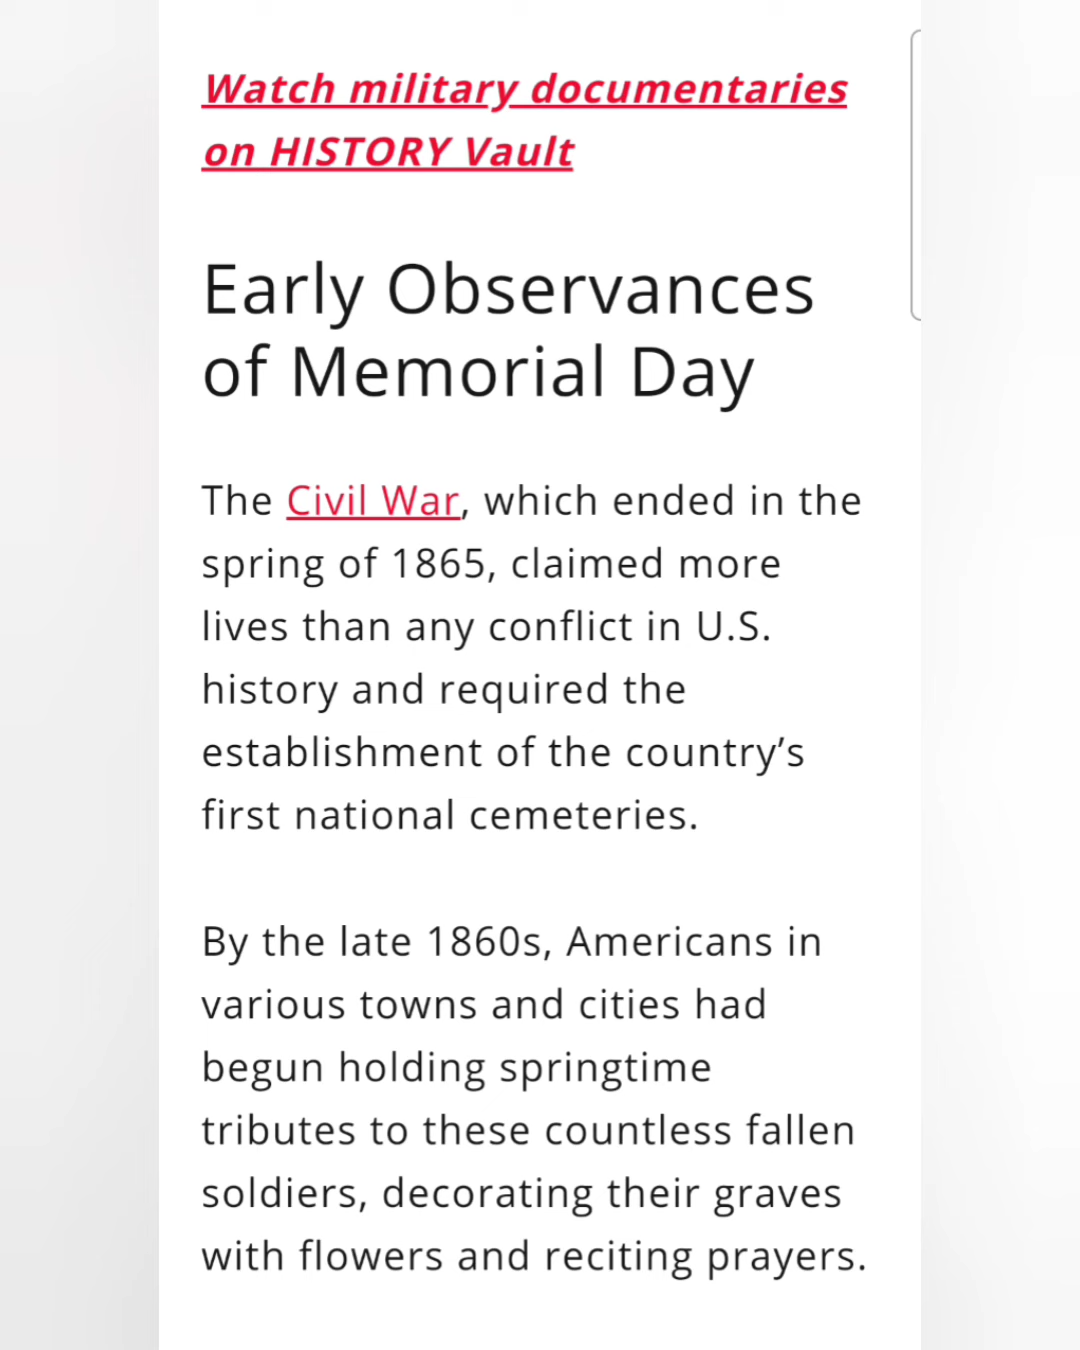 Watch military documentaries
on HISTORY Vault
Early Observances
of Memorial Day
The Civil War, which ended in the
spring of 1865, claimed more
lives than any conflict in U.S.
history and required the
establishment of the country’s
first national cemeteries.
By the late 1860s, Americans in
various towns and cities had
begun holding springtime
tributes to these countless fallen
soldiers, decorating their graves
with flowers and reciting prayers.